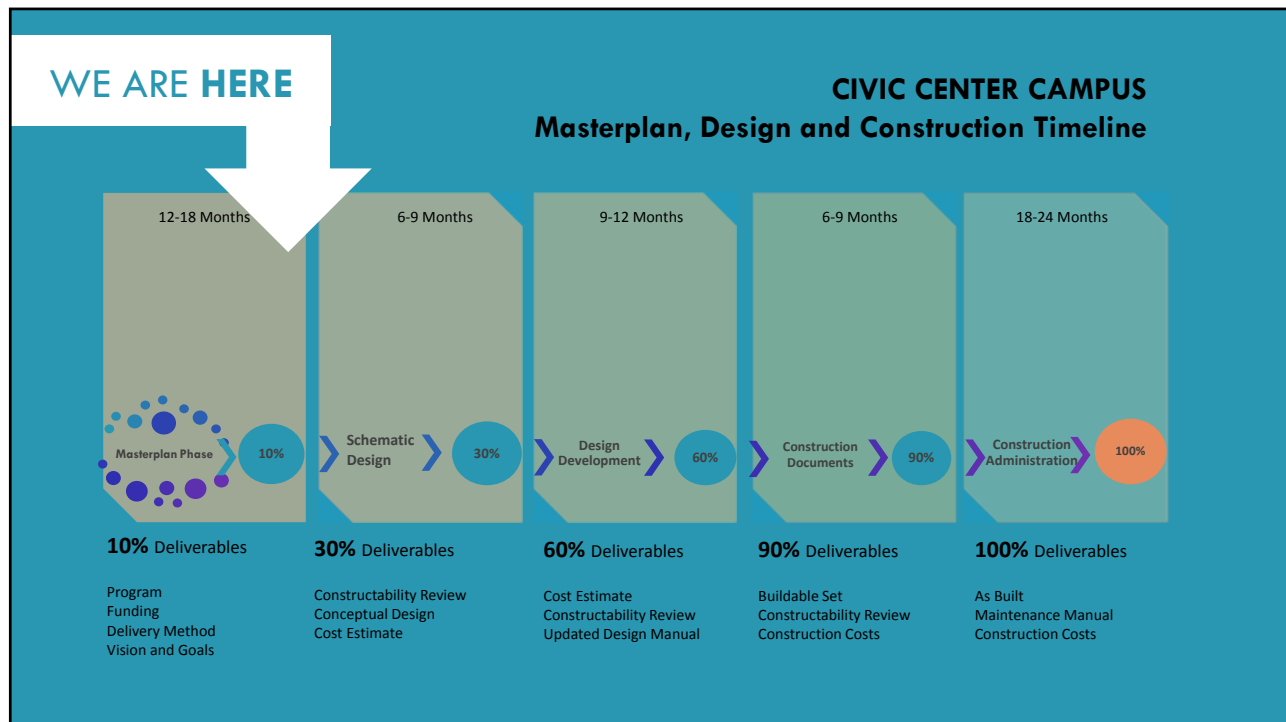 WE ARE HERE
CIVIC CENTER CAMPUS
Masterplan, Design and Construction Timeline
12-18 Months
6-9 Months
9-12 Months
6-9 Months
18-24 Months
Masterplan Phase
10%
Schematic
Design
30%
Design
Development
60%
Construction
Documents
90%
Construction
Administration
100%
10% Deliverables
Program
Funding
Delivery Method
Vision and Goals
30% Deliverables
Constructability Review
Conceptual Design
Cost Estimate
60% Deliverables
Cost Estimate
Constructability Review
Updated Design Manual
90% Deliverables
Buildable Set
Constructability Review
Construction Costs
100% Deliverables
As Built
Maintenance Manual
Construction Costs